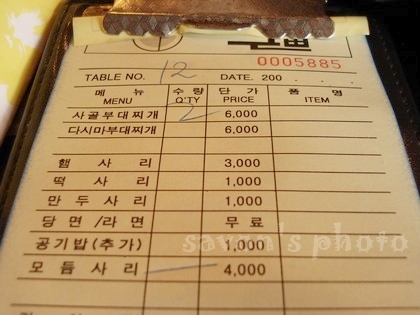 0005885
TABLE NO. 12 DATE. 200 . . .
메 뉴 수 량 단 가 품 명
MENU Q'TY PRICE ITEM
사골부대찌개 2 6,000
다시마부대찌개 6,000
햄 사 리 3,000
떡 사 리 1,000
만 두 사 리 1,000
당 면 /라 면 무 료
공기밥(추가) 1,000
모 듬 사 리 4,000
saven's photo